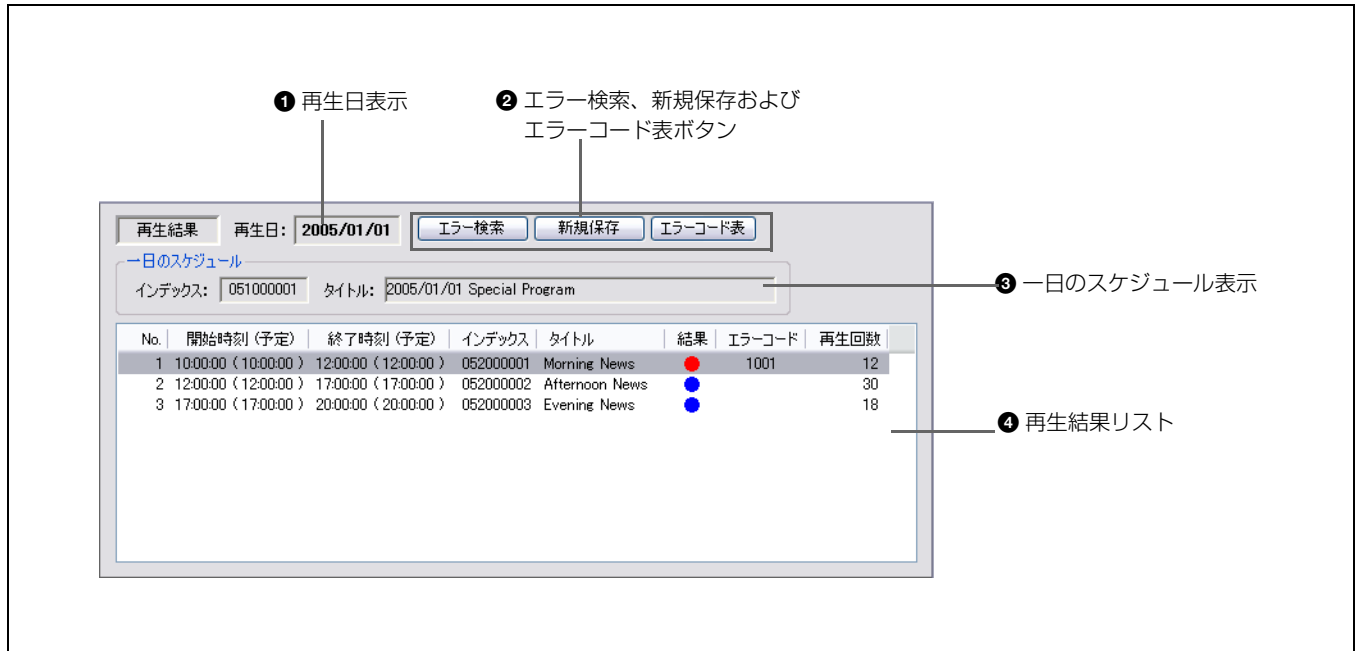 ❶ 再生日表示
❷ エラー検索、新規保存および
エラーコード表ボタン
再生結果 再生日： 2005/01/01 エラー検索 新規保存 エラーコード表
一日のスケジュール
インデックス： 051000001 タイトル： 2005/01/01 Special Program
❸ 一日のスケジュール表示
No. 開始時刻（予定） 終了時刻（予定） インデックス タイトル 結果 エラーコード 再生回数
1 10:00:00 ( 10:00:00 ) 12:00:00 ( 12:00:00 ) 052000001 Morning News 1001 12
2 12:00:00 ( 12:00:00 ) 17:00:00 ( 17:00:00 ) 052000002 Afternoon News 30
3 17:00:00 ( 17:00:00 ) 20:00:00 ( 20:00:00 ) 052000003 Evening News 18
❹ 再生結果リスト